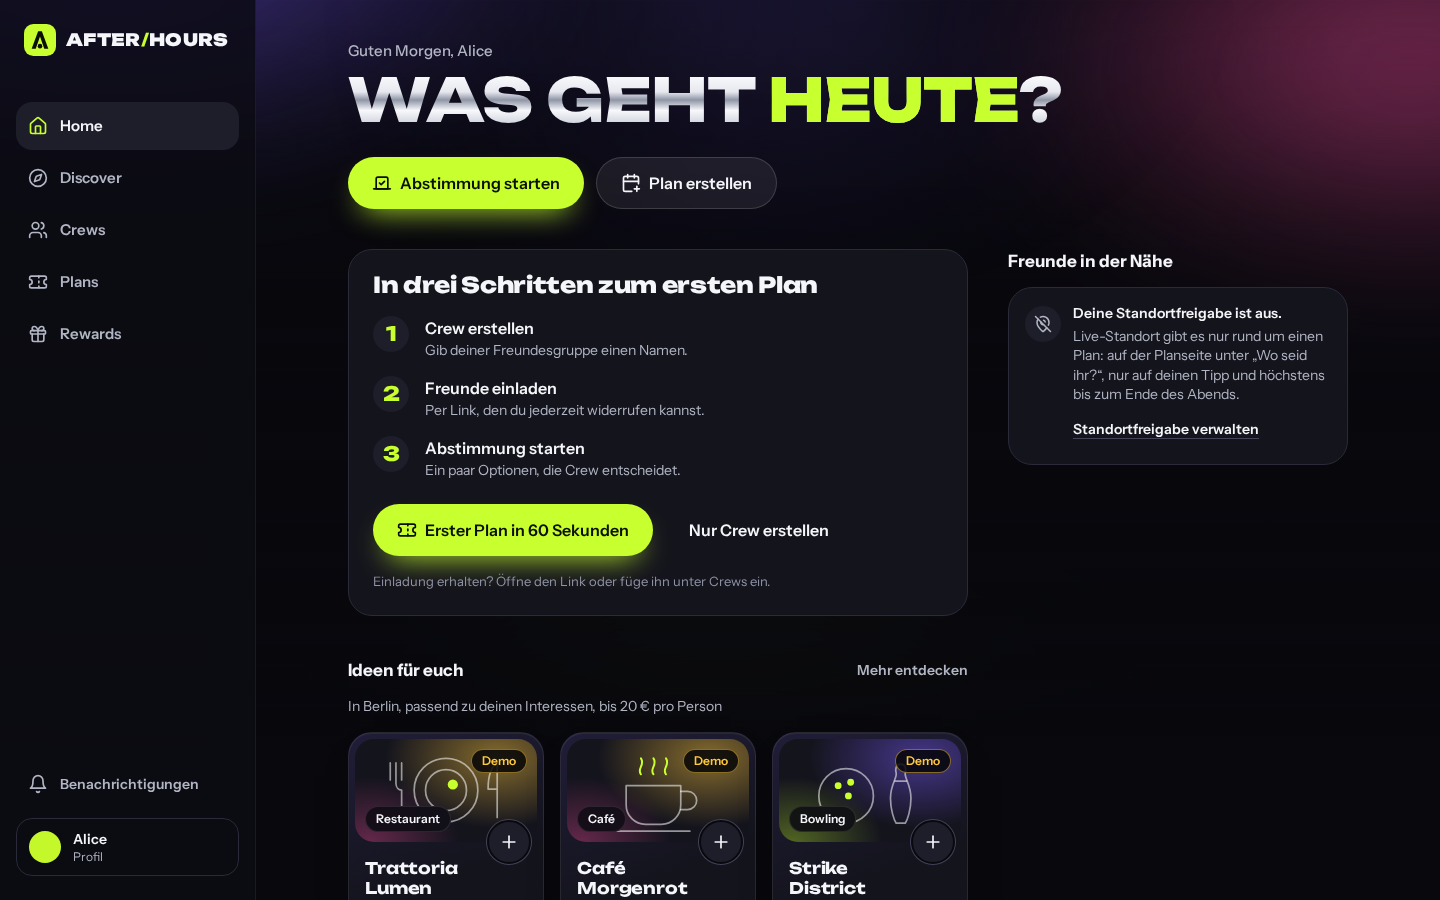 AFTER/HOURS
Home
Discover
Crews
Plans
Rewards
Benachrichtigungen
Alice
Profil
Guten Morgen, Alice
WAS GEHT HEUTE?
Abstimmung starten
Plan erstellen
In drei Schritten zum ersten Plan
1
Crew erstellen
Gib deiner Freundesgruppe einen Namen.
2
Freunde einladen
Per Link, den du jederzeit widerrufen kannst.
3
Abstimmung starten
Ein paar Optionen, die Crew entscheidet.
Erster Plan in 60 Sekunden
Nur Crew erstellen
Einladung erhalten? Öffne den Link oder füge ihn unter Crews ein.
Freunde in der Nähe
Deine Standortfreigabe ist aus.
Live-Standort gibt es nur rund um einen
Plan: auf der Planseite unter „Wo seid
ihr?“, nur auf deinen Tipp und höchstens
bis zum Ende des Abends.
Standortfreigabe verwalten
Ideen für euch
Mehr entdecken
In Berlin, passend zu deinen Interessen, bis 20 € pro Person
Demo
Restaurant
Trattoria
Lumen
Demo
Café
Café
Morgenrot
Demo
Bowling
Strike
District